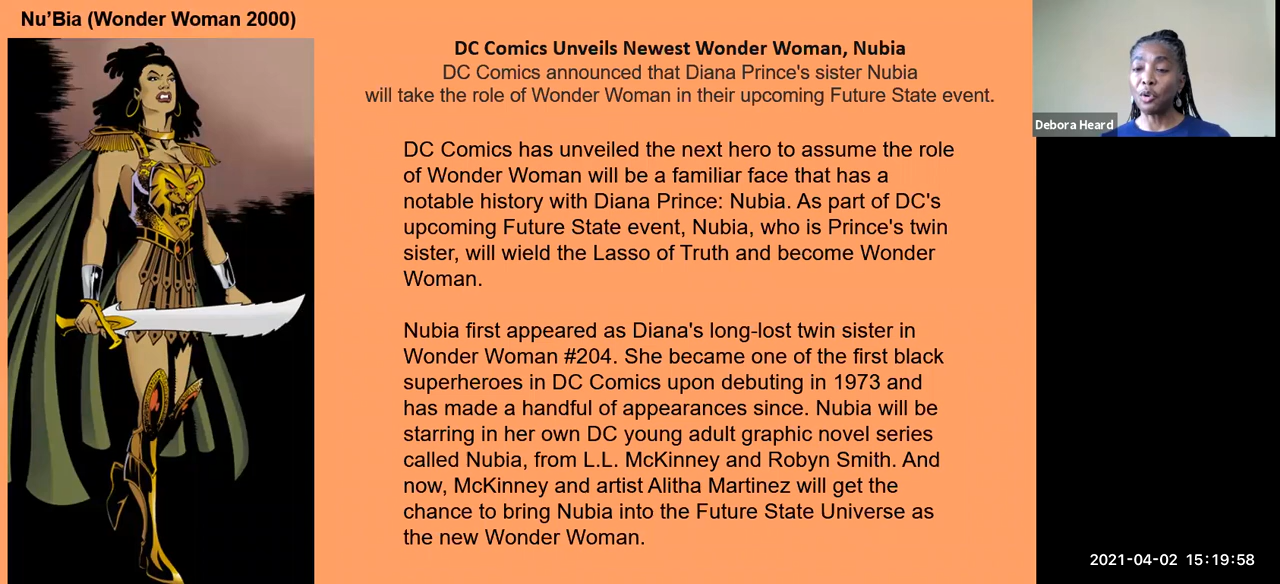 Nu’Bia (Wonder Woman 2000)
DC Comics Unveils Newest Wonder Woman, Nubia
DC Comics announced that Diana Prince's sister Nubia
will take the role of Wonder Woman in their upcoming Future State event.
DC Comics has unveiled the next hero to assume the role
of Wonder Woman will be a familiar face that has a
notable history with Diana Prince: Nubia. As part of DC's
upcoming Future State event, Nubia, who is Prince's twin
sister, will wield the Lasso of Truth and become Wonder
Woman.
Nubia first appeared as Diana's long-lost twin sister in
Wonder Woman #204. She became one of the first black
superheroes in DC Comics upon debuting in 1973 and
has made a handful of appearances since. Nubia will be
starring in her own DC young adult graphic novel series
called Nubia, from L.L. McKinney and Robyn Smith. And
now, McKinney and artist Alitha Martinez will get the
chance to bring Nubia into the Future State Universe as
the new Wonder Woman.
Debora Heard
2021-04-02 15:19:58